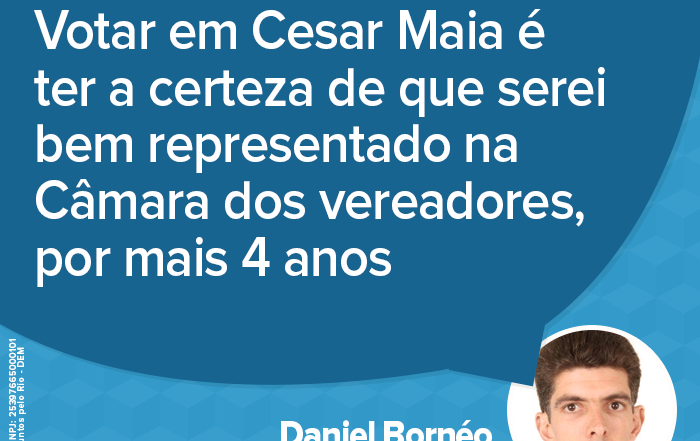 Votar em Cesar Maia é
ter a certeza de que serei
bem representado na
Câmara dos vereadores,
por mais 4 anos
Daniel Bornéo
NPJ: 25397665000101
untos pelo Rio - DEM